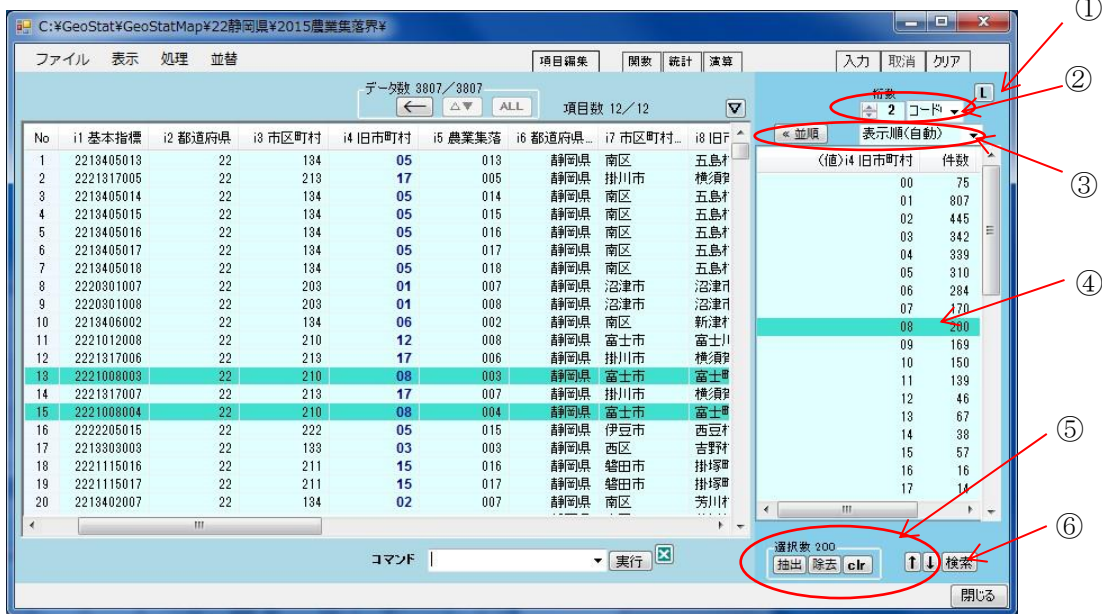 C:¥GeoStat¥GeoStatMap¥22静岡県¥2015農業集落界¥
ファイル 表示 処理 並替 項目編集 関数 統計 演算 入力 取消 クリア
データ数 3807／3807
← △▼ ALL 項目数 12／12 ▽
桁数 2 コード L
« 並順 表示順(自動)
No i1 基本指標 i2 都道府県 i3 市区町村 i4 旧市町村 i5 農業集落 i6 都道府県... i7 市区町村...
1 2213405013 22 134 05 013 静岡県 南区 五島
2 2221317005 22 213 17 005 静岡県 掛川市 横須
3 2213405014 22 134 05 014 静岡県 南区 五島
4 2213405015 22 134 05 015 静岡県 南区 五島
5 2213405016 22 134 05 016 静岡県 南区 五島
6 2213405017 22 134 05 017 静岡県 南区 五島
7 2213405018 22 134 05 018 静岡県 南区 五島
8 2220301007 22 203 01 007 静岡県 沼津市 沼津
9 2220301008 22 203 01 008 静岡県 沼津市 沼津
10 2213406002 22 134 06 002 静岡県 南区 新津
11 2221012008 22 210 12 008 静岡県 富士市 富士
12 2221317006 22 213 17 006 静岡県 掛川市 横須
13 2221008003 22 210 08 003 静岡県 富士市 富士
14 2221317007 22 213 17 007 静岡県 掛川市 横須
15 2221008004 22 210 08 004 静岡県 富士市 富士
16 2222205015 22 222 05 015 静岡県 伊豆市 西豆
17 2213303003 22 133 03 003 静岡県 西区 吉野
18 2221115016 22 211 15 016 静岡県 磐田市 掛塚
19 2221115017 22 211 15 017 静岡県 磐田市 掛塚
20 2213402007 22 134 02 007 静岡県 南区 芳川
(値)i4 旧市町村 件数
00 75
01 807
02 445
03 342
04 339
05 310
06 284
07 170
08 200
09 169
10 150
11 139
12 46
13 67
14 38
15 57
16 16
17 14
コマンド 実行
選択数 200
抽出 除去 clr ↑ ↓ 検索
閉じる
①
②
③
④
⑤
⑥